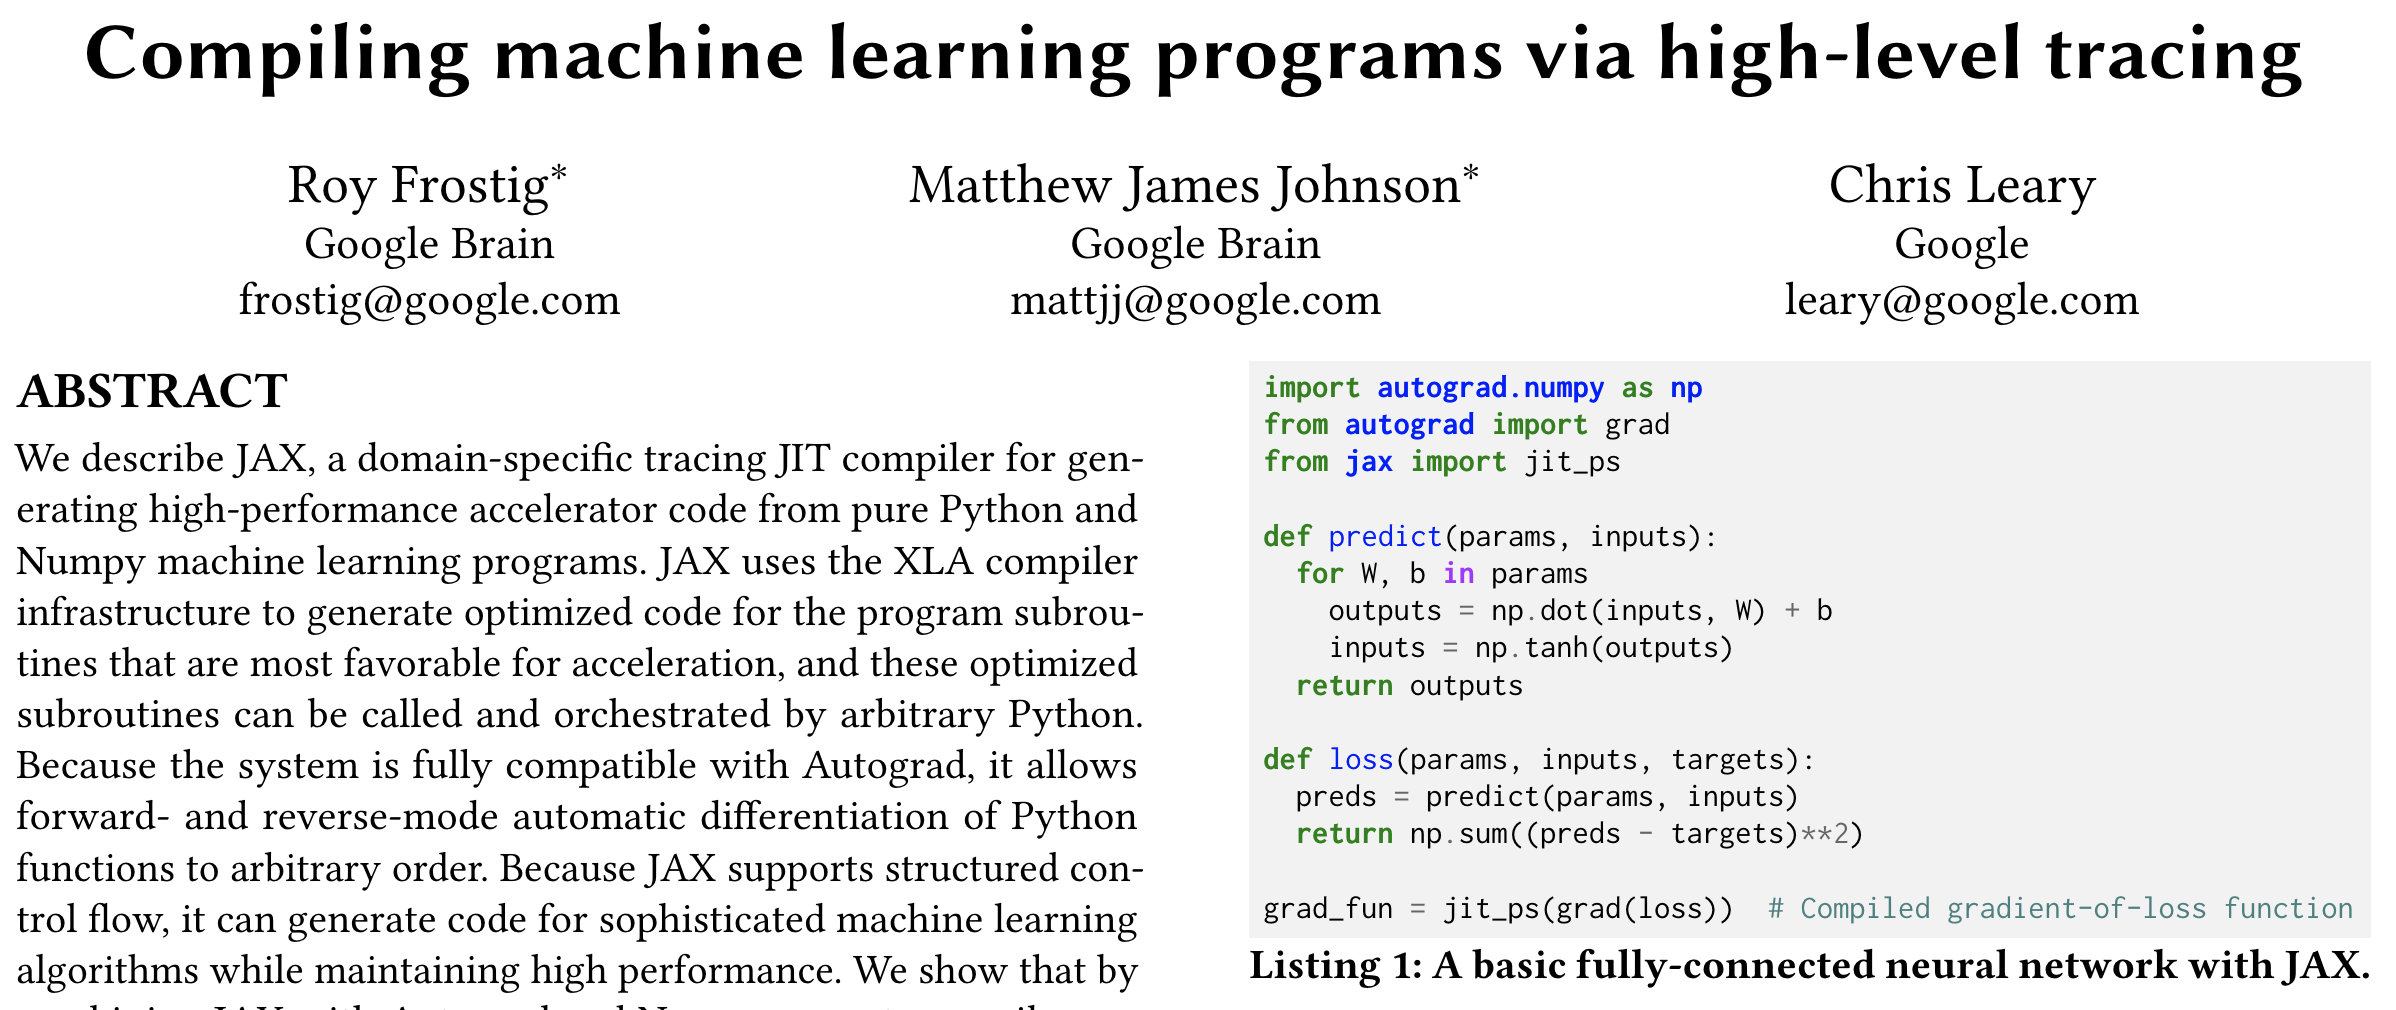 Compiling machine learning programs via high-level tracing
Roy Frostig*
Google Brain
frostig@google.com
Matthew James Johnson*
Google Brain
mattjj@google.com
Chris Leary
Google
leary@google.com
ABSTRACT
We describe JAX, a domain-specific tracing JIT compiler for gen-
erating high-performance accelerator code from pure Python and
Numpy machine learning programs. JAX uses the XLA compiler
infrastructure to generate optimized code for the program subrou-
tines that are most favorable for acceleration, and these optimized
subroutines can be called and orchestrated by arbitrary Python.
Because the system is fully compatible with Autograd, it allows
forward- and reverse-mode automatic differentiation of Python
functions to arbitrary order. Because JAX supports structured con-
trol flow, it can generate code for sophisticated machine learning
algorithms while maintaining high performance. We show that by
import autograd.numpy as np
from autograd import grad
from jax import jit_ps
def predict(params, inputs):
  for W, b in params
    outputs = np.dot(inputs, W) + b
    inputs = np.tanh(outputs)
  return outputs
def loss(params, inputs, targets):
  preds = predict(params, inputs)
  return np.sum((preds - targets)**2)
grad_fun = jit_ps(grad(loss))  # Compiled gradient-of-loss function
Listing 1: A basic fully-connected neural network with JAX.